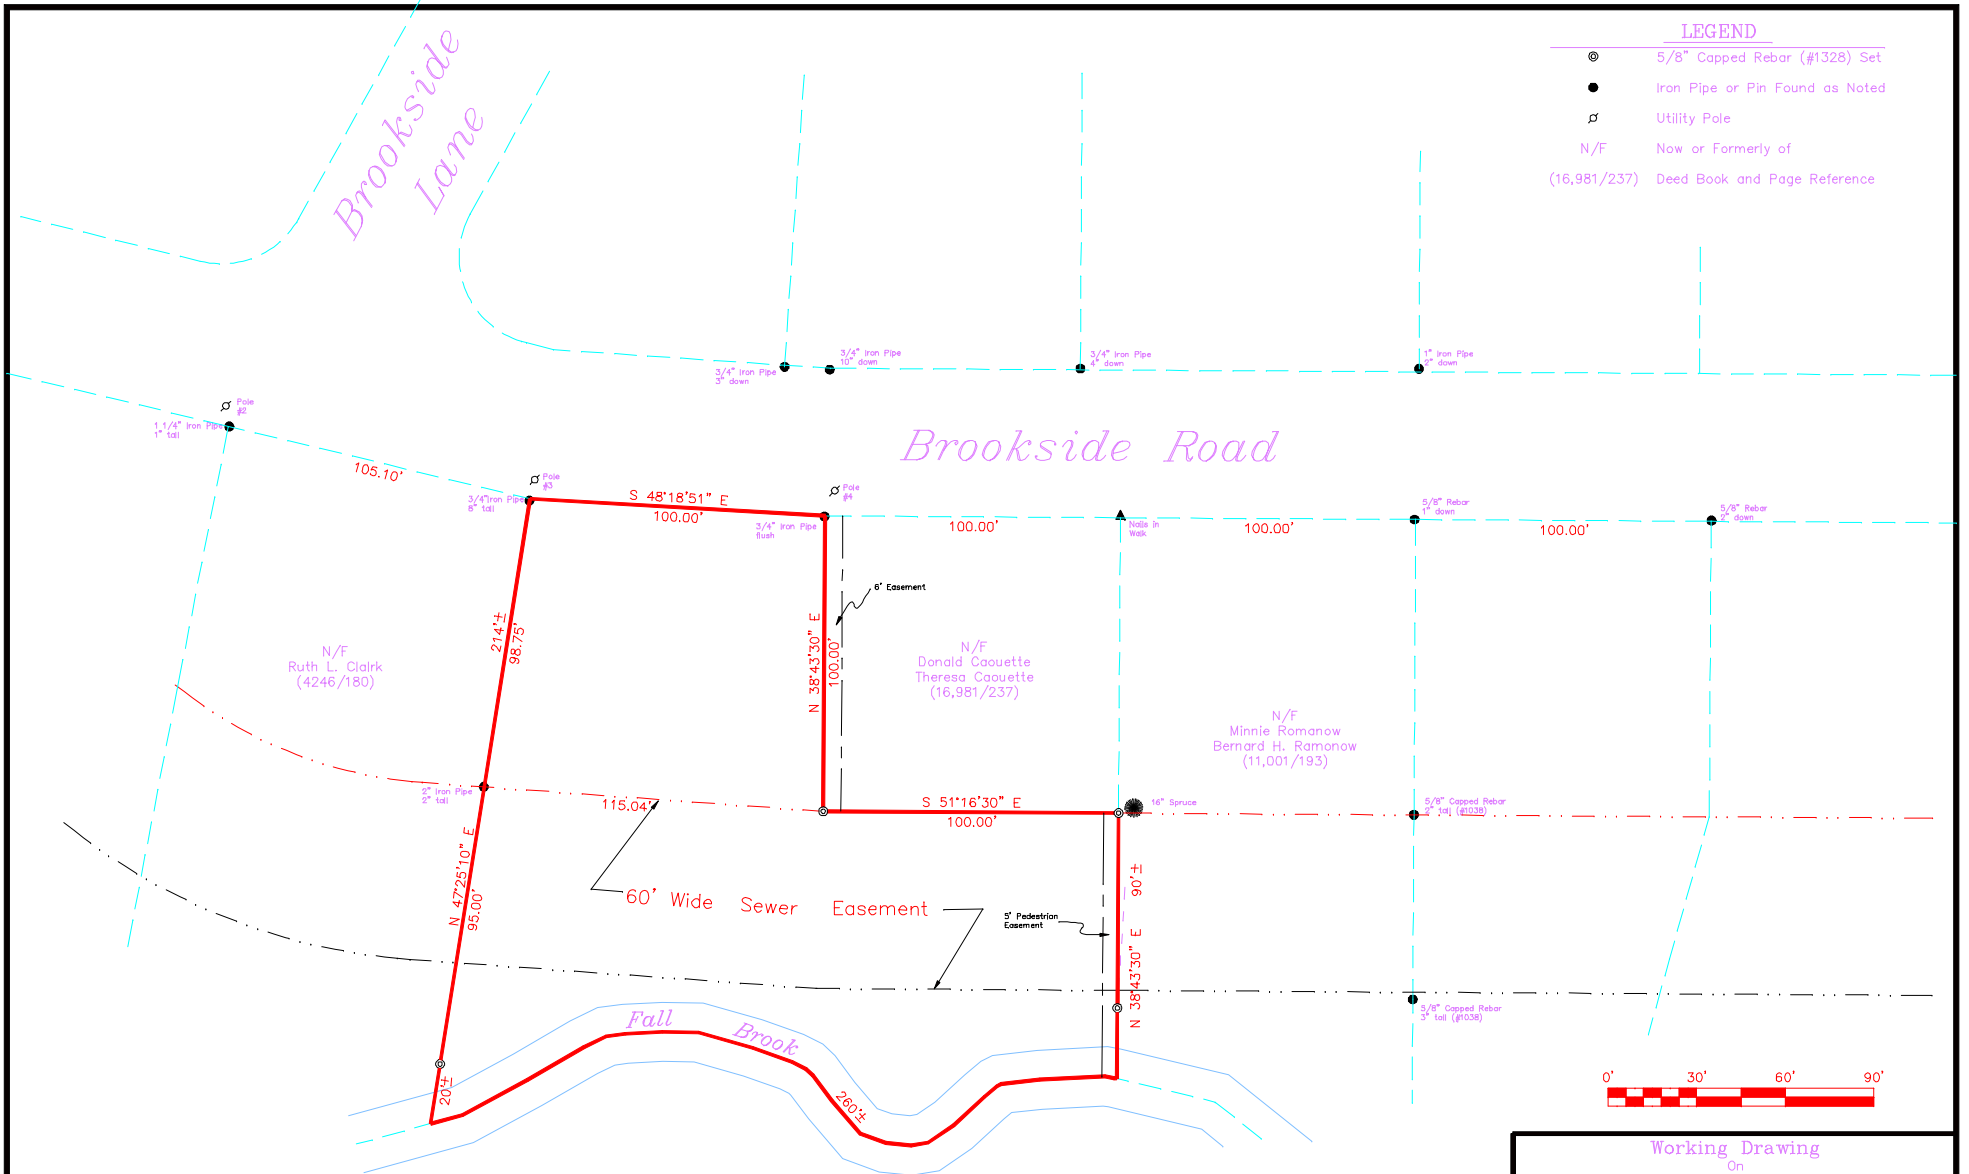 LEGEND
5/8" Capped Rebar (#1328) Set
Iron Pipe or Pin Found as Noted
Utility Pole
N/F Now or Formerly of
(16,981/237) Deed Book and Page Reference
Brookside
Lane
3/4" Iron Pipe
3" down
3/4" Iron Pipe
10" down
3/4" Iron Pipe
4" down
1" Iron Pipe
2" down
Pole
#2
1 1/4" Iron Pipe
1" tall
105.10'
Brookside Road
Pole
#3
3/4"Iron Pipe
8" tall
S 48°18'51" E
100.00'
Pole
#4
3/4" Iron Pipe
flush
100.00'
Nails in
Walk
100.00'
5/8" Rebar
1" down
100.00'
5/8" Rebar
2" down
6' Easement
214'±
98.75'
N 38°43'30" E
100.00'
N/F
Ruth L. Clalrk
(4246/180)
N/F
Donald Caouette
Theresa Caouette
(16,981/237)
N/F
Minnie Romanow
Bernard H. Ramonow
(11,001/193)
2" Iron Pipe
2" tall
115.04'
S 51°16'30" E
100.00'
16" Spruce
5/8" Capped Rebar
2" tall (#1038)
N 47°25'10" E
95.00'
60' Wide Sewer Easement
5' Pedestrian
Easement
90'±
N 38°43'30" E
5/8" Capped Rebar
3" tall (#1038)
Fall Brook
20'±
260'±
0' 30' 60' 90'
Working Drawing
On